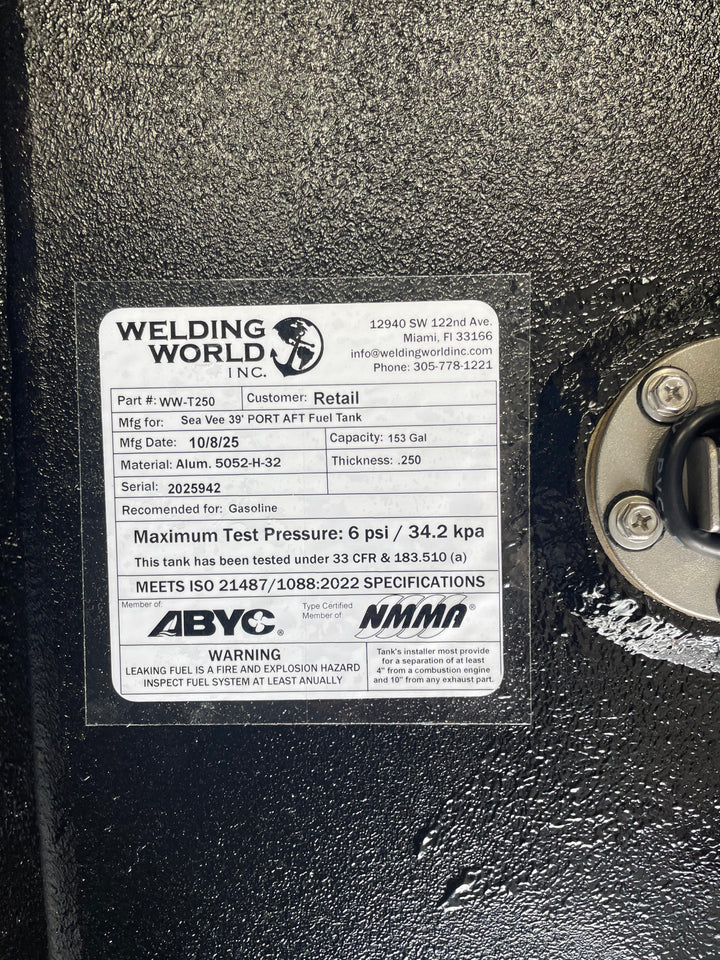 WELDING
WORLD
INC.
12940 SW 122nd Ave.
Miami, Fl 33166
info@weldingworldinc.com
Phone: 305-778-1221
Part #: WW-T250
Customer: Retail
Mfg for: Sea Vee 39' PORT AFT Fuel Tank
Mfg Date: 10/8/25
Capacity: 153 Gal
Material: Alum. 5052-H-32
Thickness: .250
Serial: 2025942
Recomended for: Gasoline
Maximum Test Pressure: 6 psi / 34.2 kpa
This tank has been tested under 33 CFR & 183.510 (a)
MEETS ISO 21487/1088:2022 SPECIFICATIONS
Member of:
ABYC®
Type Certified
Member of:
NMMA®
WARNING
LEAKING FUEL IS A FIRE AND EXPLOSION HAZARD
INSPECT FUEL SYSTEM AT LEAST ANUALLY
Tank's installer most provide
for a separation of at least
4" from a combustion engine
and 10" from any exhaust part.